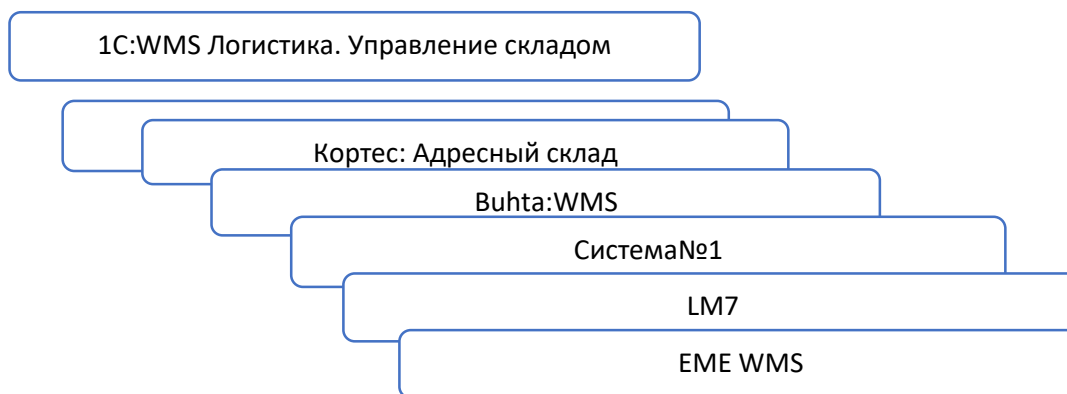 1С:WMS Логистика. Управление складом
Кортес: Адресный склад
Buhta:WMS
Система№1
LM7
EME WMS